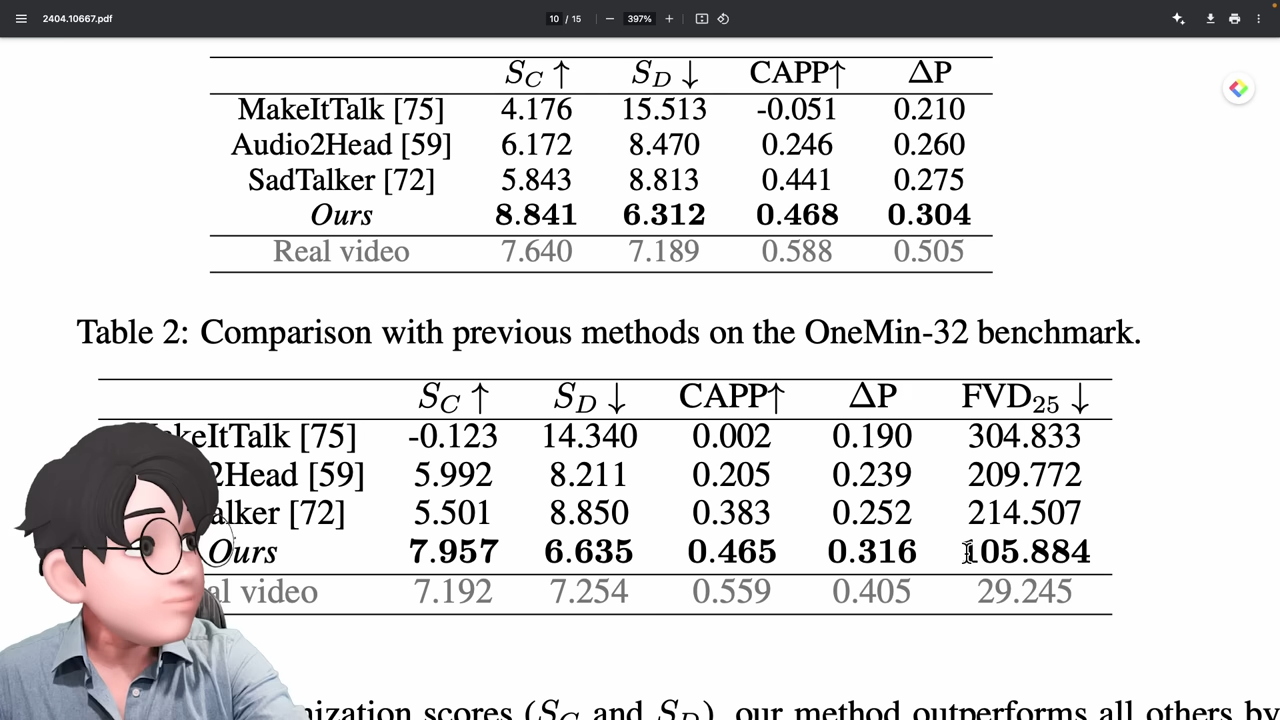 2404.10667.pdf 10 / 15 397%
S_C ↑ S_D ↓ CAPP↑ ΔP
MakeItTalk [75] 4.176 15.513 -0.051 0.210
Audio2Head [59] 6.172 8.470 0.246 0.260
SadTalker [72] 5.843 8.813 0.441 0.275
Ours 8.841 6.312 0.468 0.304
Real video 7.640 7.189 0.588 0.505
Table 2: Comparison with previous methods on the OneMin-32 benchmark.
S_C ↑ S_D ↓ CAPP↑ ΔP FVD_25 ↓
keItTalk [75] -0.123 14.340 0.002 0.190 304.833
2Head [59] 5.992 8.211 0.205 0.239 209.772
alker [72] 5.501 8.850 0.383 0.252 214.507
Ours 7.957 6.635 0.465 0.316 105.884
al video 7.192 7.254 0.559 0.405 29.245
nization scores (S_C and S_D), our method outperforms all others by